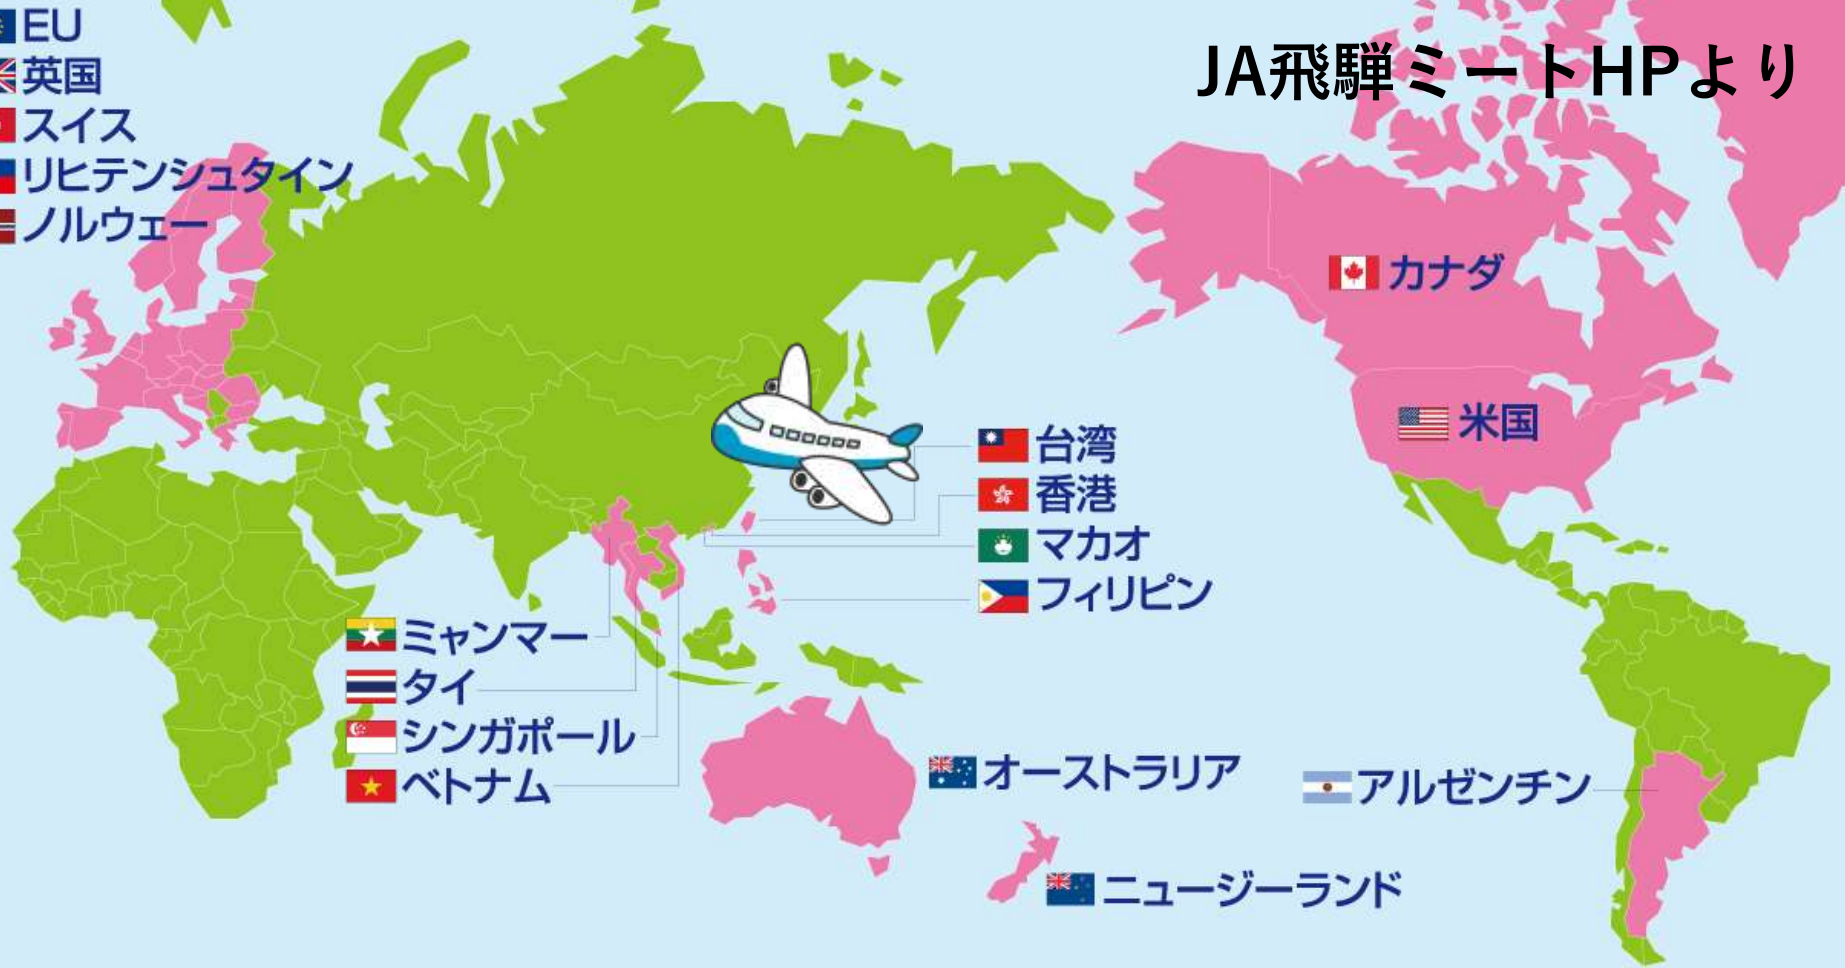 EU
英国
スイス
リヒテンシュタイン
ノルウェー
JA飛騨ミートHPより
カナダ
米国
台湾
香港
マカオ
フィリピン
ミャンマー
タイ
シンガポール
ベトナム
オーストラリア
アルゼンチン
ニュージーランド